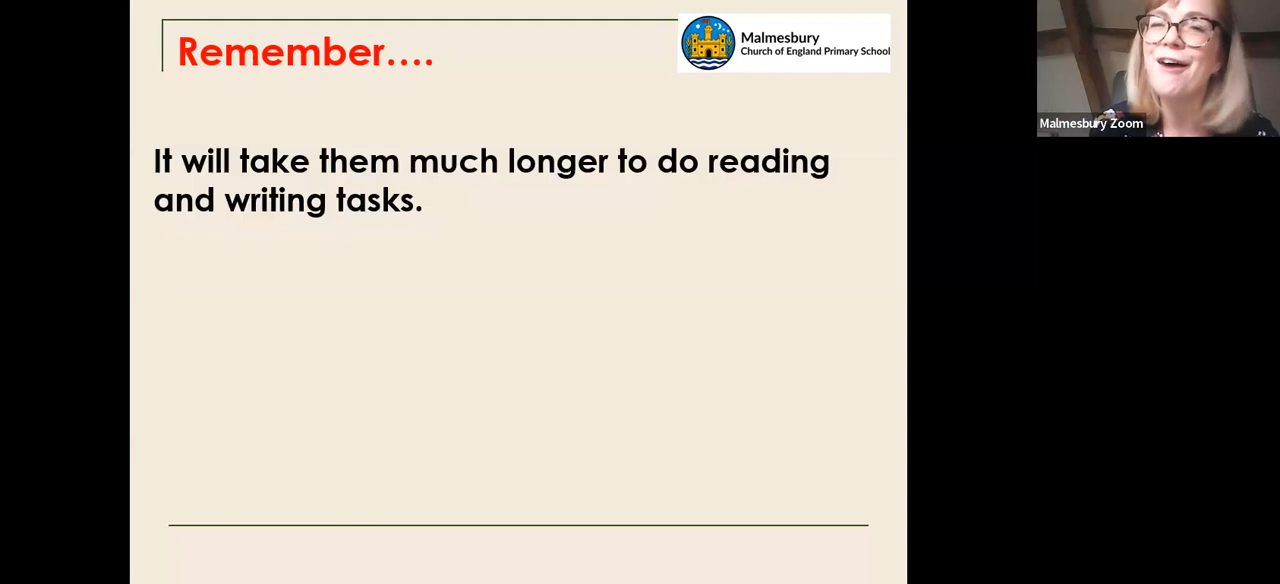 Remember....
Malmesbury
Church of England Primary School
It will take them much longer to do reading
and writing tasks.
Malmesbury Zoom